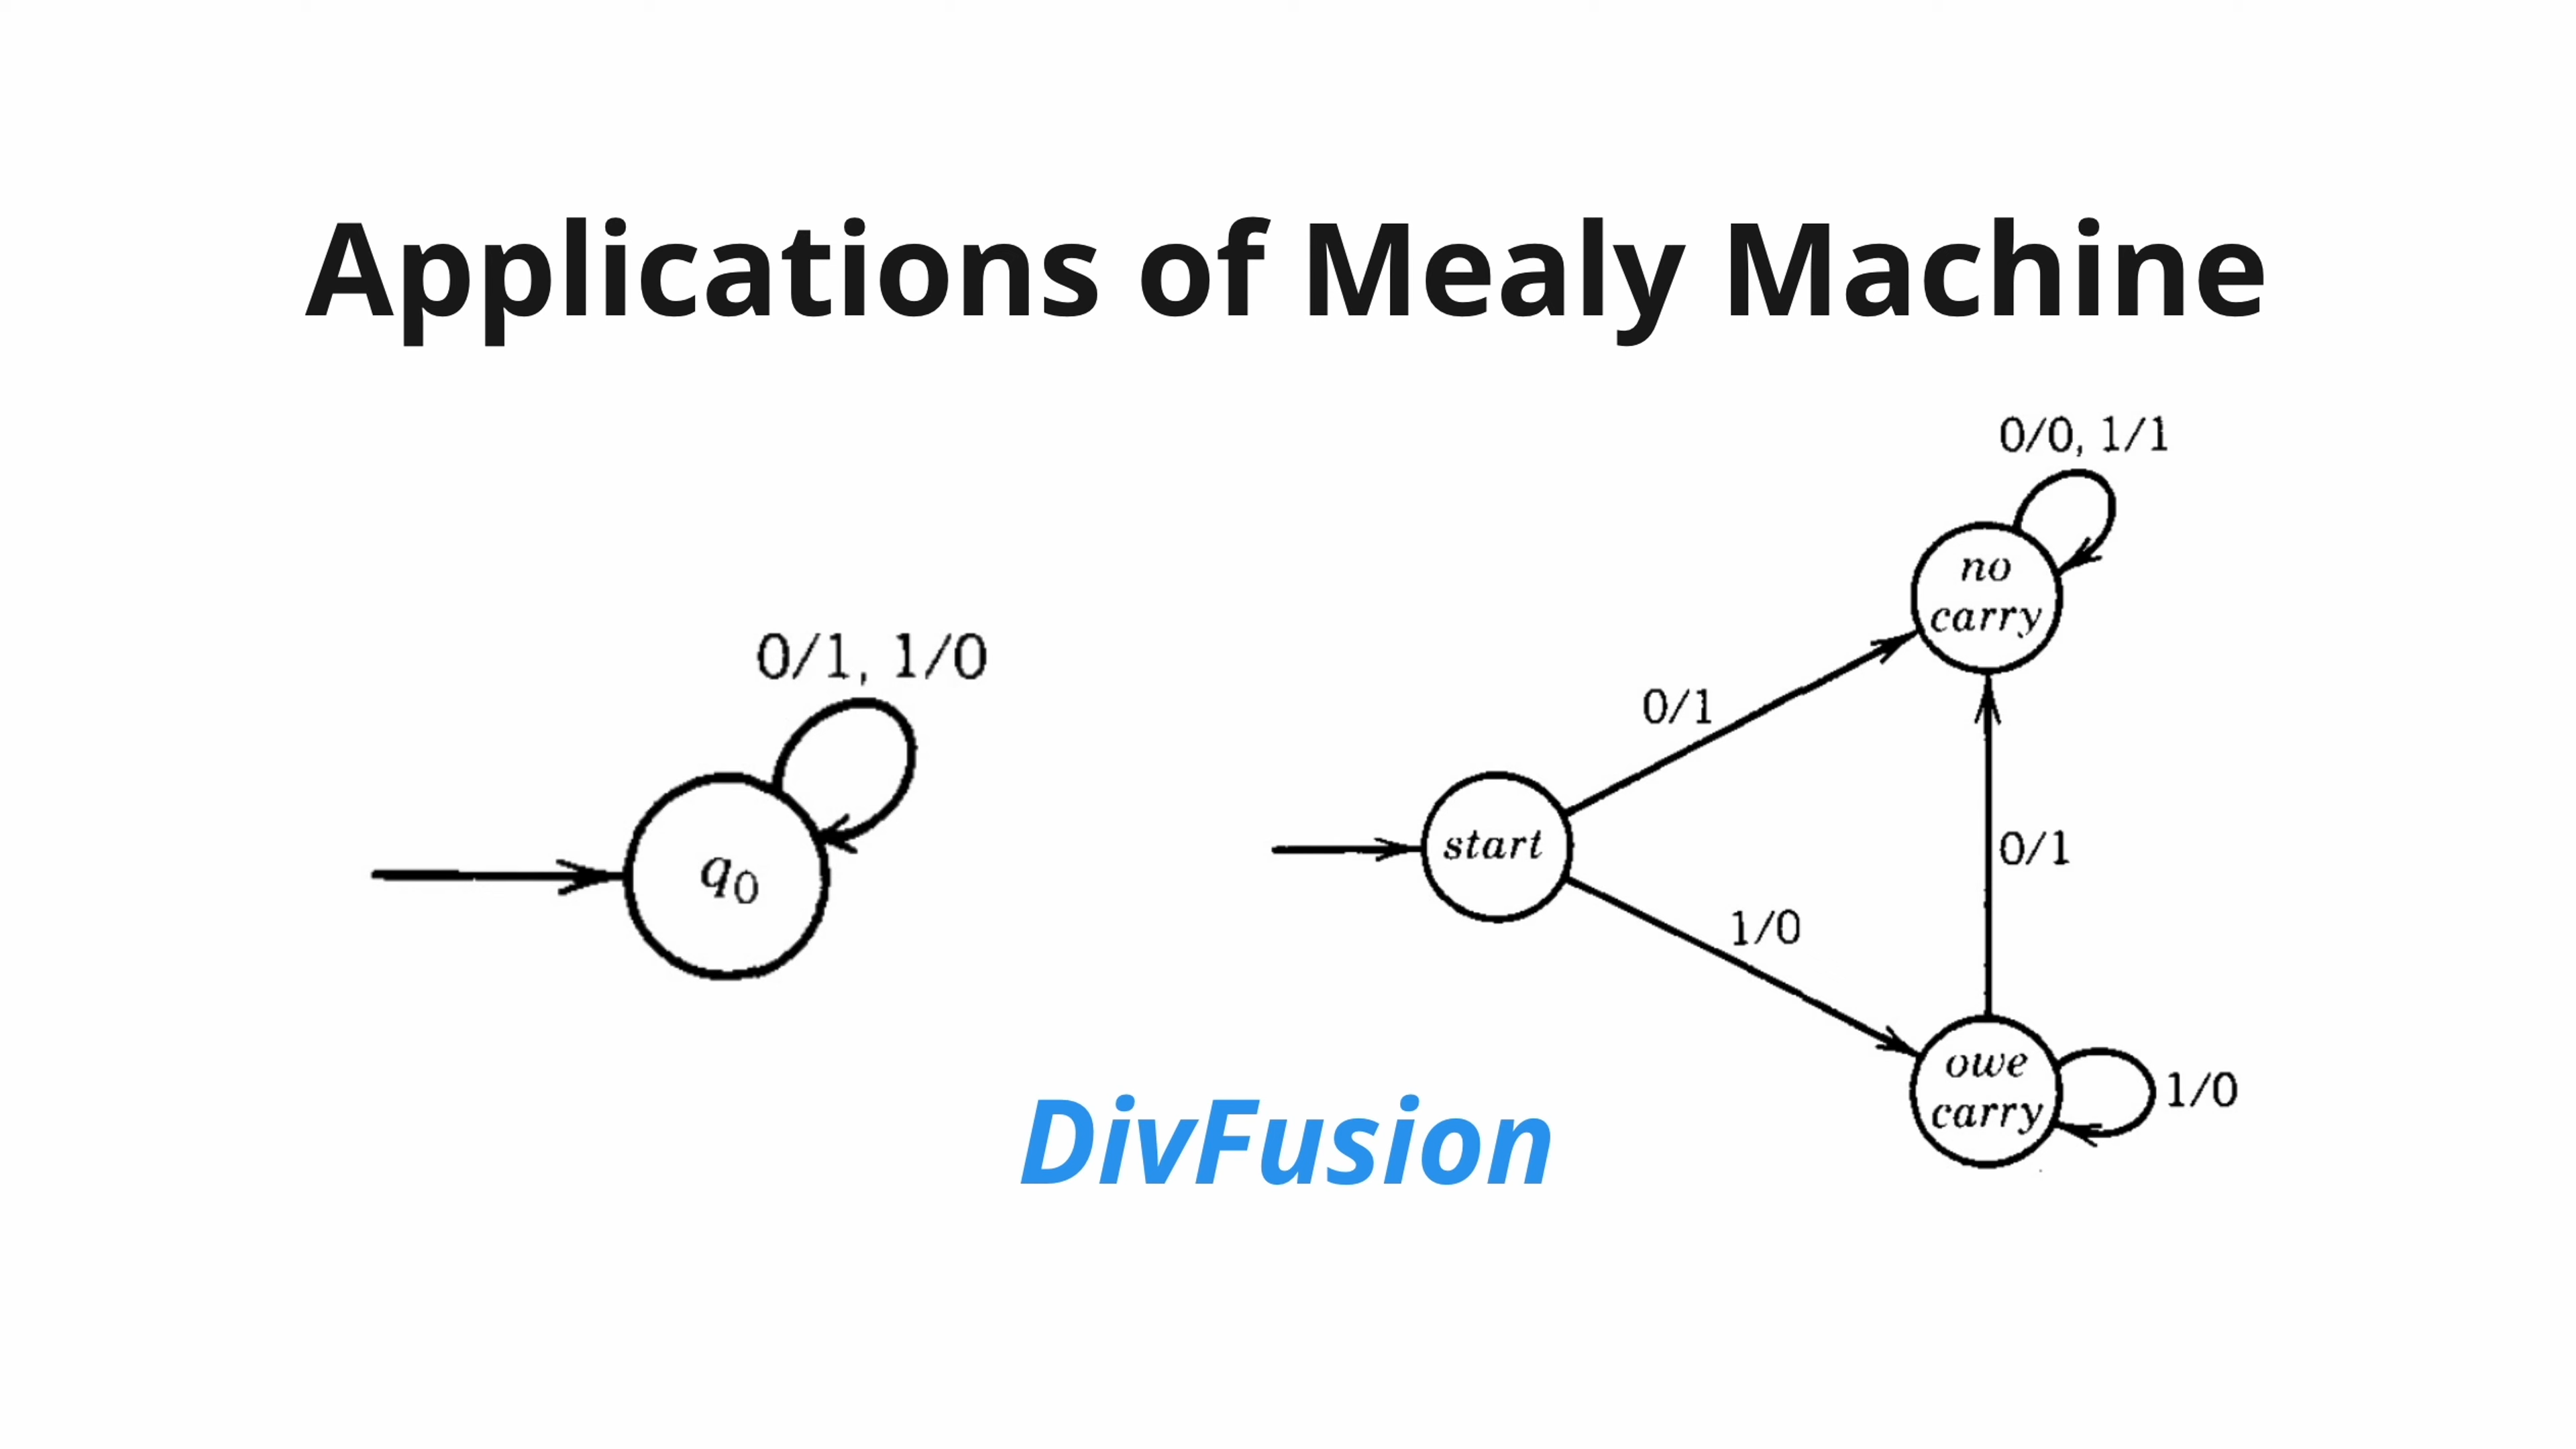 Applications of Mealy Machine
0/0, 1/1
no
carry
0/1, 1/0
0/1
q0
start
0/1
1/0
owe
carry
1/0
DivFusion